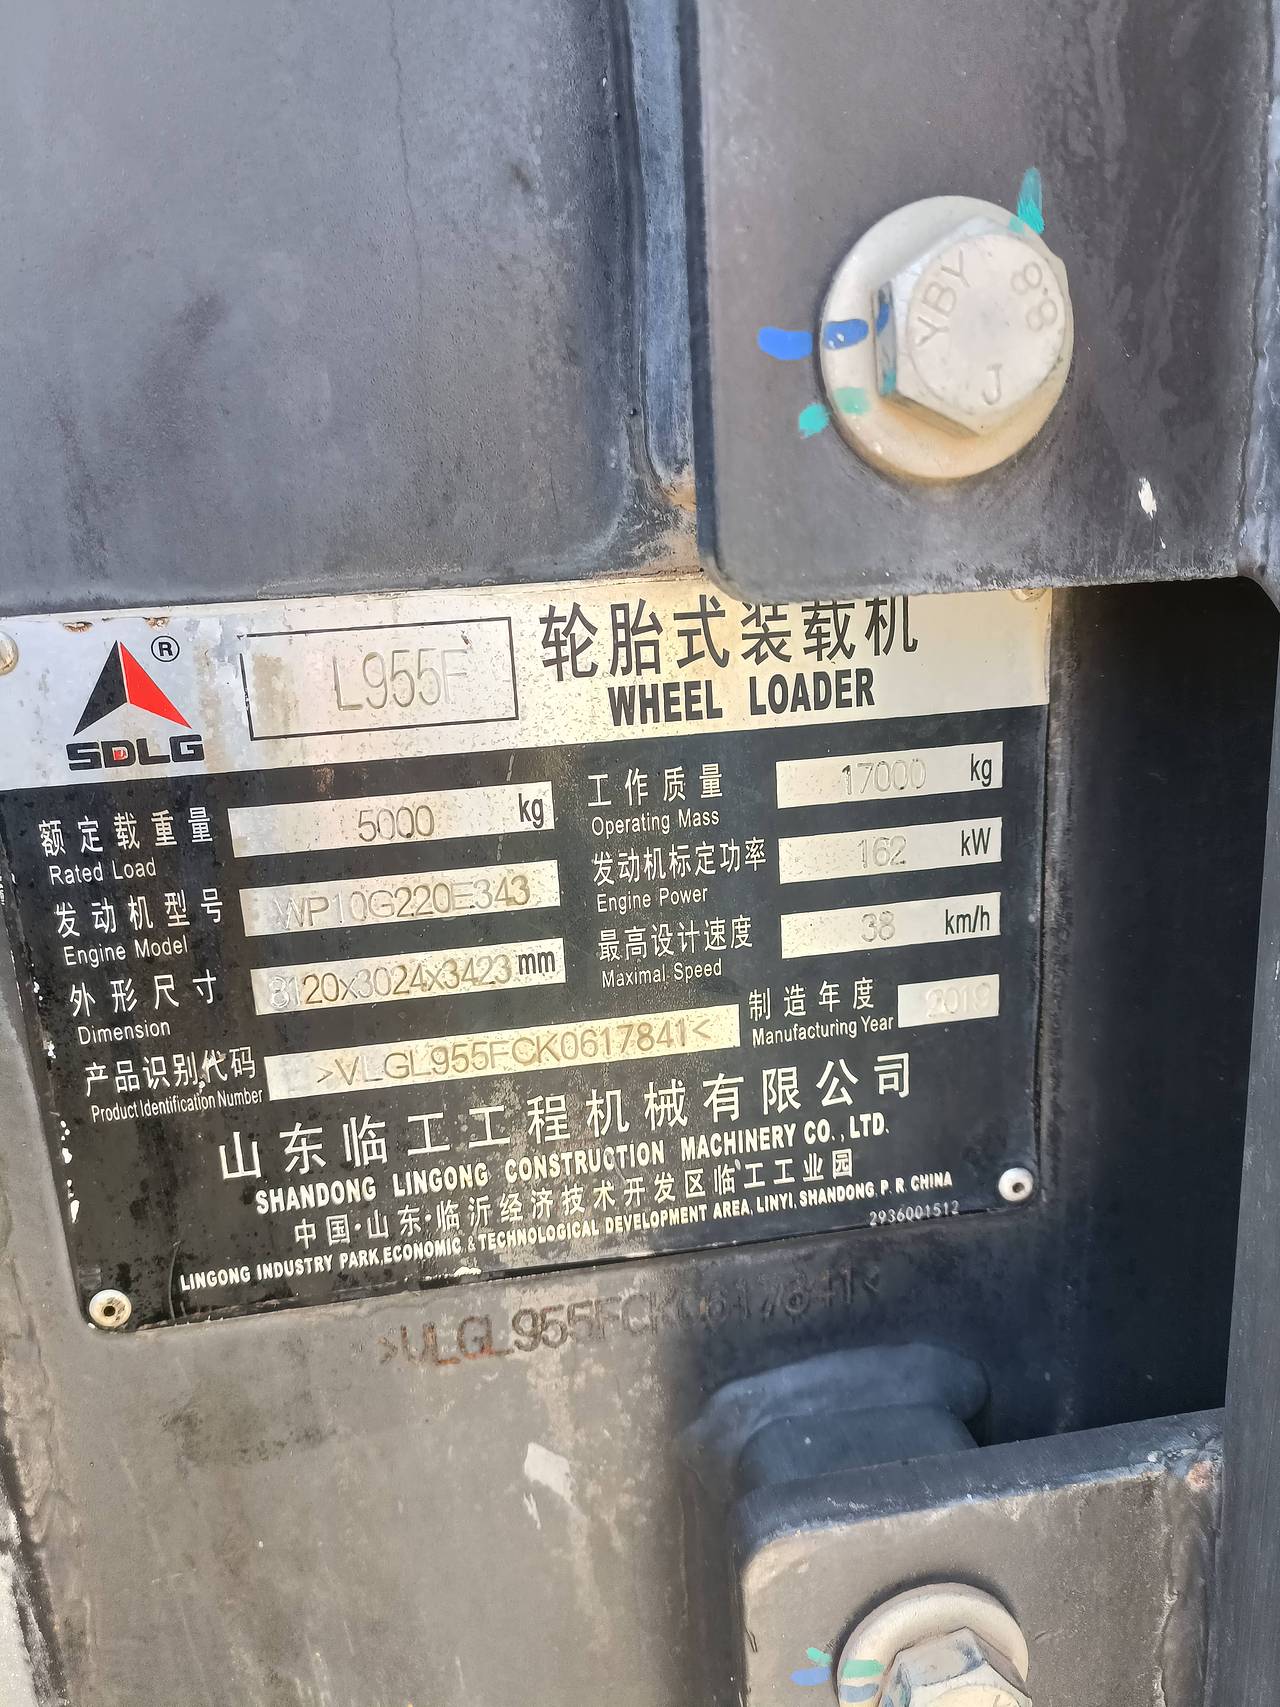 YBY
8.8
J
®
SDLG
L955F
轮胎式装载机
WHEEL LOADER
额定载重量 5000 kg
Rated Load
工作质量 17000 kg
Operating Mass
发动机型号 WP10G220E343
Engine Model
发动机标定功率 162 kW
Engine Power
外形尺寸 8120x3024x3423 mm
Dimension
最高设计速度 38 km/h
Maximal Speed
产品识别代码 >VLGL955FCK0617841<
Product Identification Number
制造年度 2019
Manufacturing Year
山东临工工程机械有限公司
SHANDONG LINGONG CONSTRUCTION MACHINERY CO.,LTD.
中国·山东·临沂经济技术开发区临工工业园
LINGONG INDUSTRY PARK,ECONOMIC & TECHNOLOGICAL DEVELOPMENT AREA, LINYI, SHANDONG, P. R. CHINA
2936001512
>VLGL955FCK0617841<